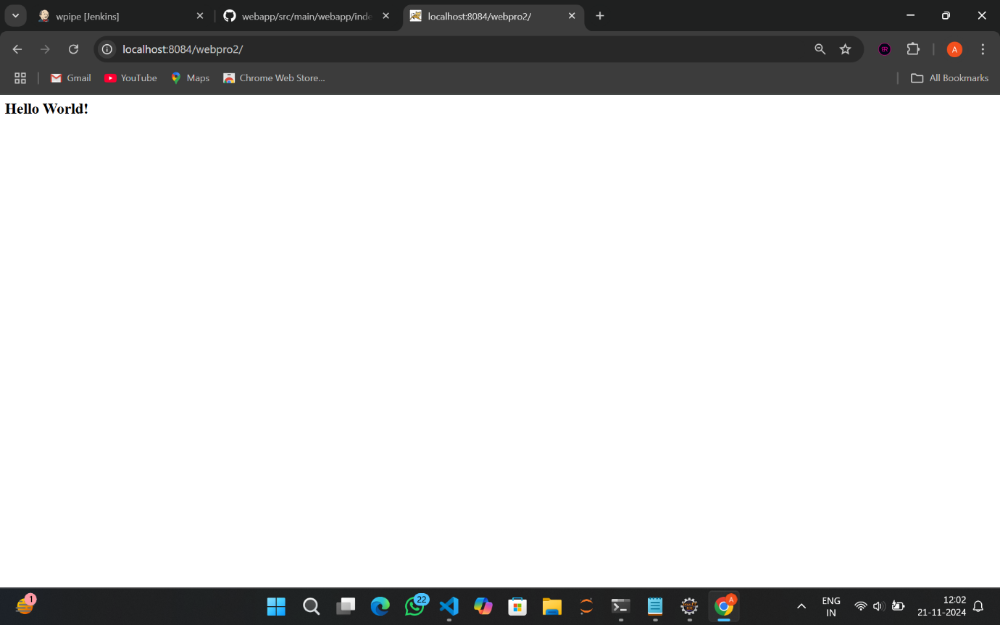 wpipe [Jenkins]
webapp/src/main/webapp/inde
localhost:8084/webpro2/
localhost:8084/webpro2/
A
Gmail
YouTube
Maps
Chrome Web Store...
All Bookmarks
Hello World!
1
22
A
ENG
IN
12:02
21-11-2024